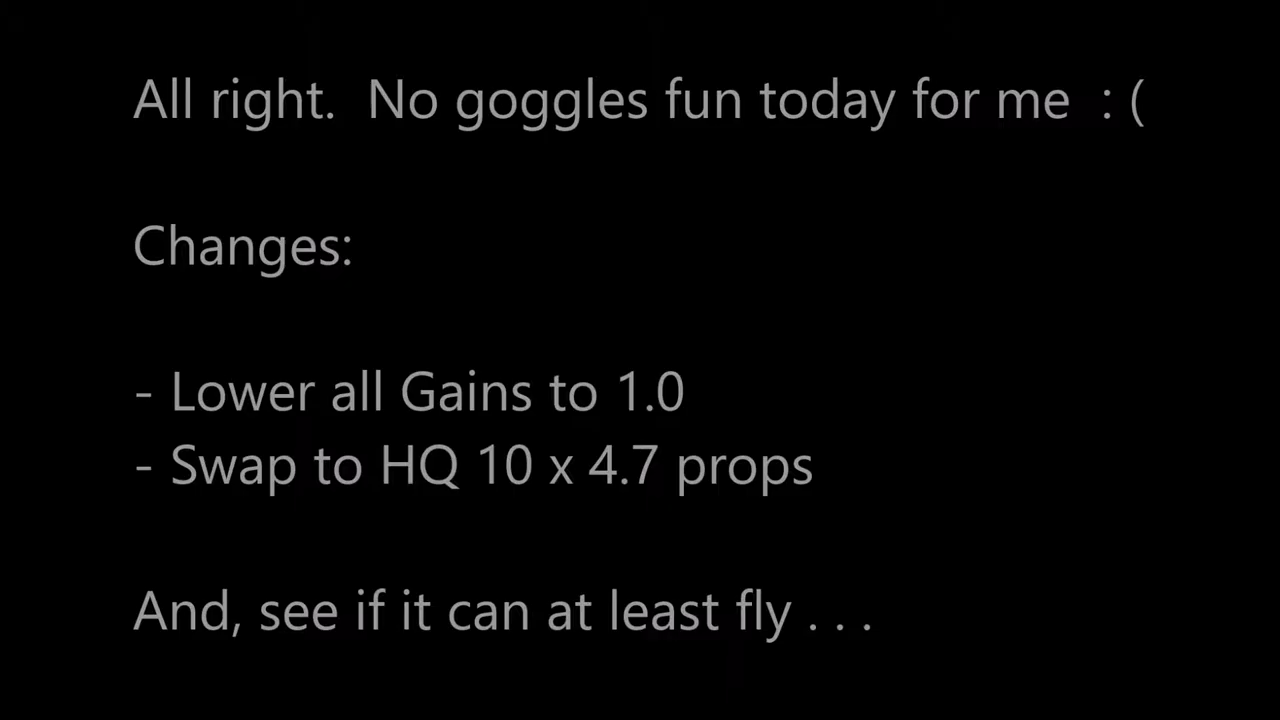 All right.  No goggles fun today for me  : (
Changes:
- Lower all Gains to 1.0
- Swap to HQ 10 x 4.7 props
And, see if it can at least fly . . .